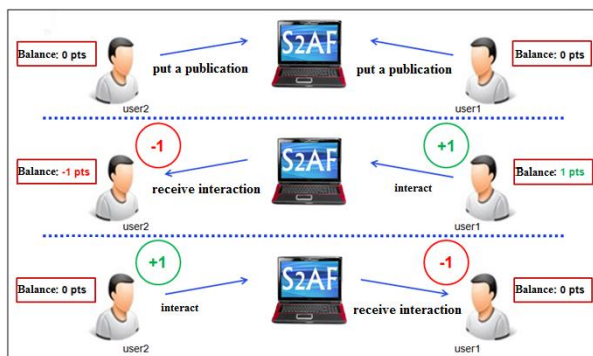 S2AF
Balance: 0 pts
Balance: 0 pts
put a publication
put a publication
user2
user1
-1
+1
S2AF
Balance: -1 pts
Balance: 1 pts
receive interaction
interact
user2
user1
+1
-1
S2AF
Balance: 0 pts
Balance: 0 pts
interact
receive interaction
user2
user1